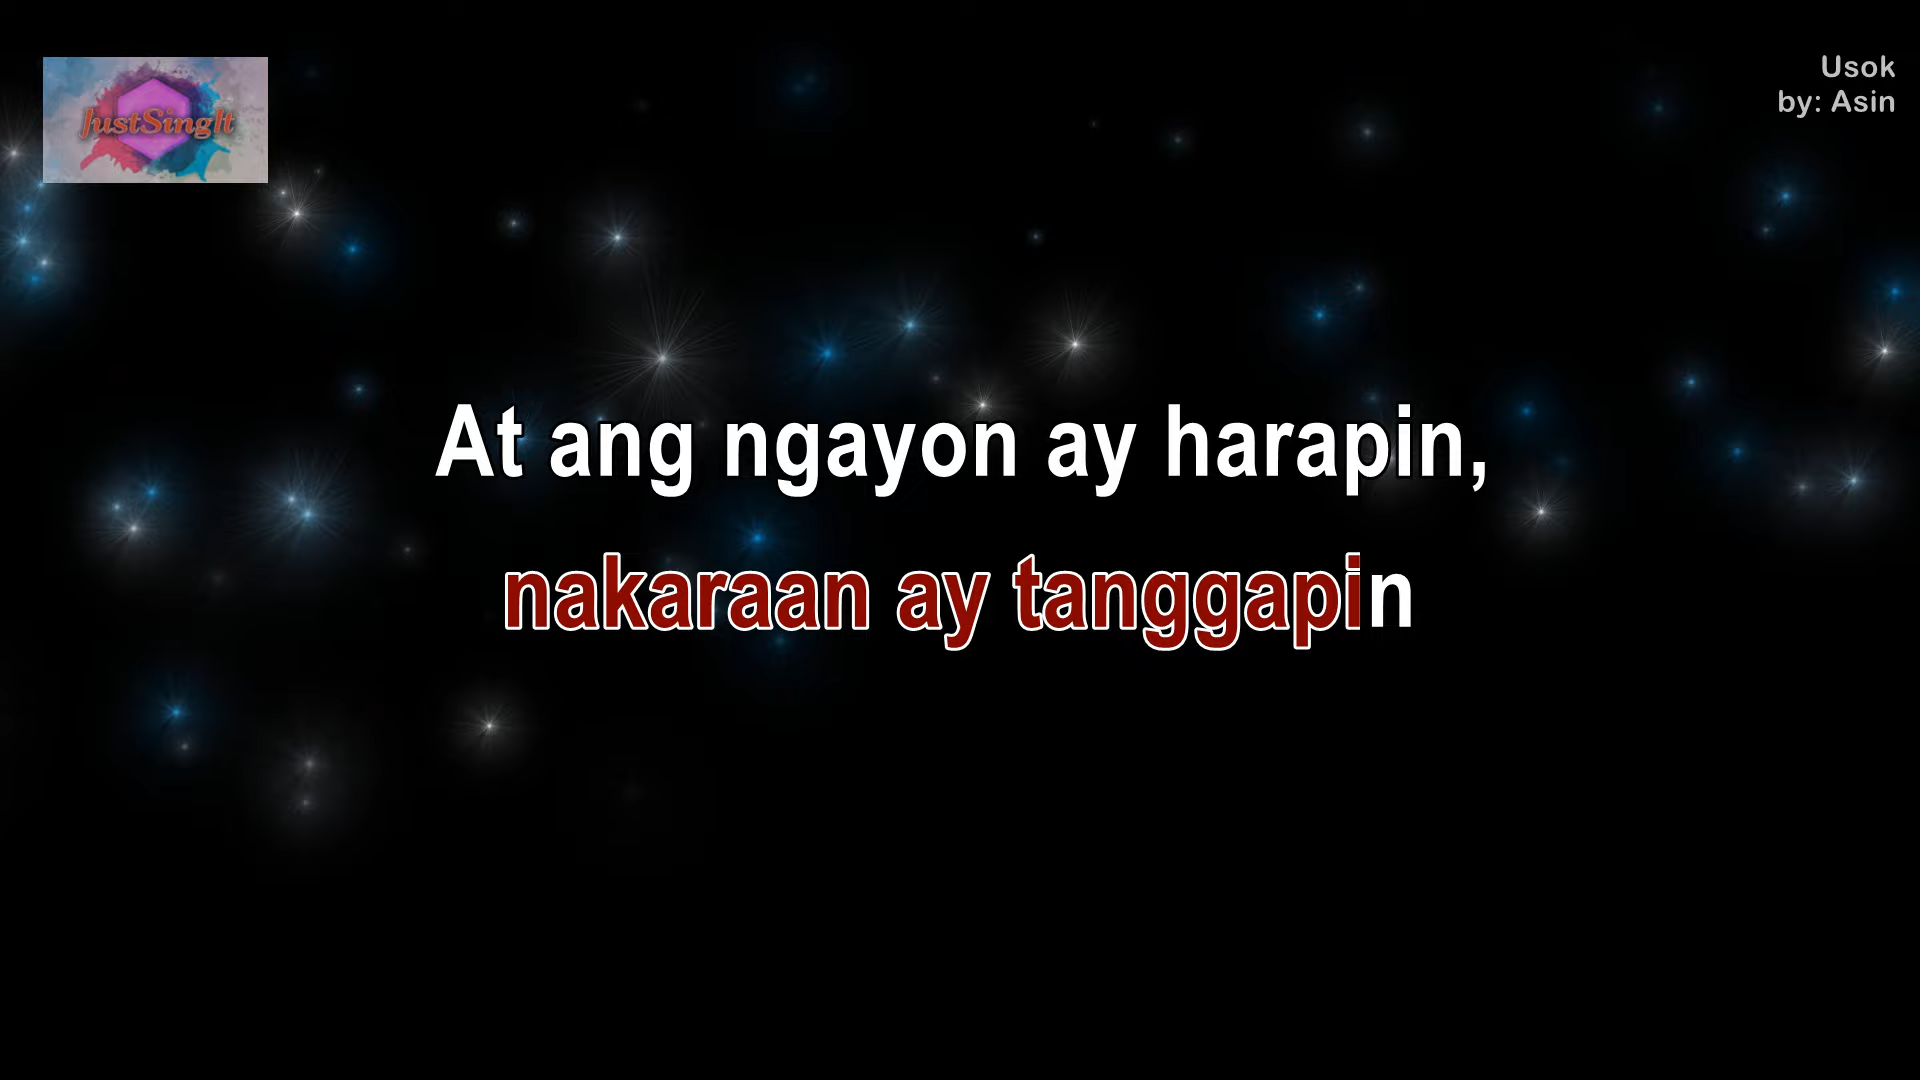 JustSingIt
Usok
by: Asin
At ang ngayon ay harapin,
nakaraan ay tanggapin